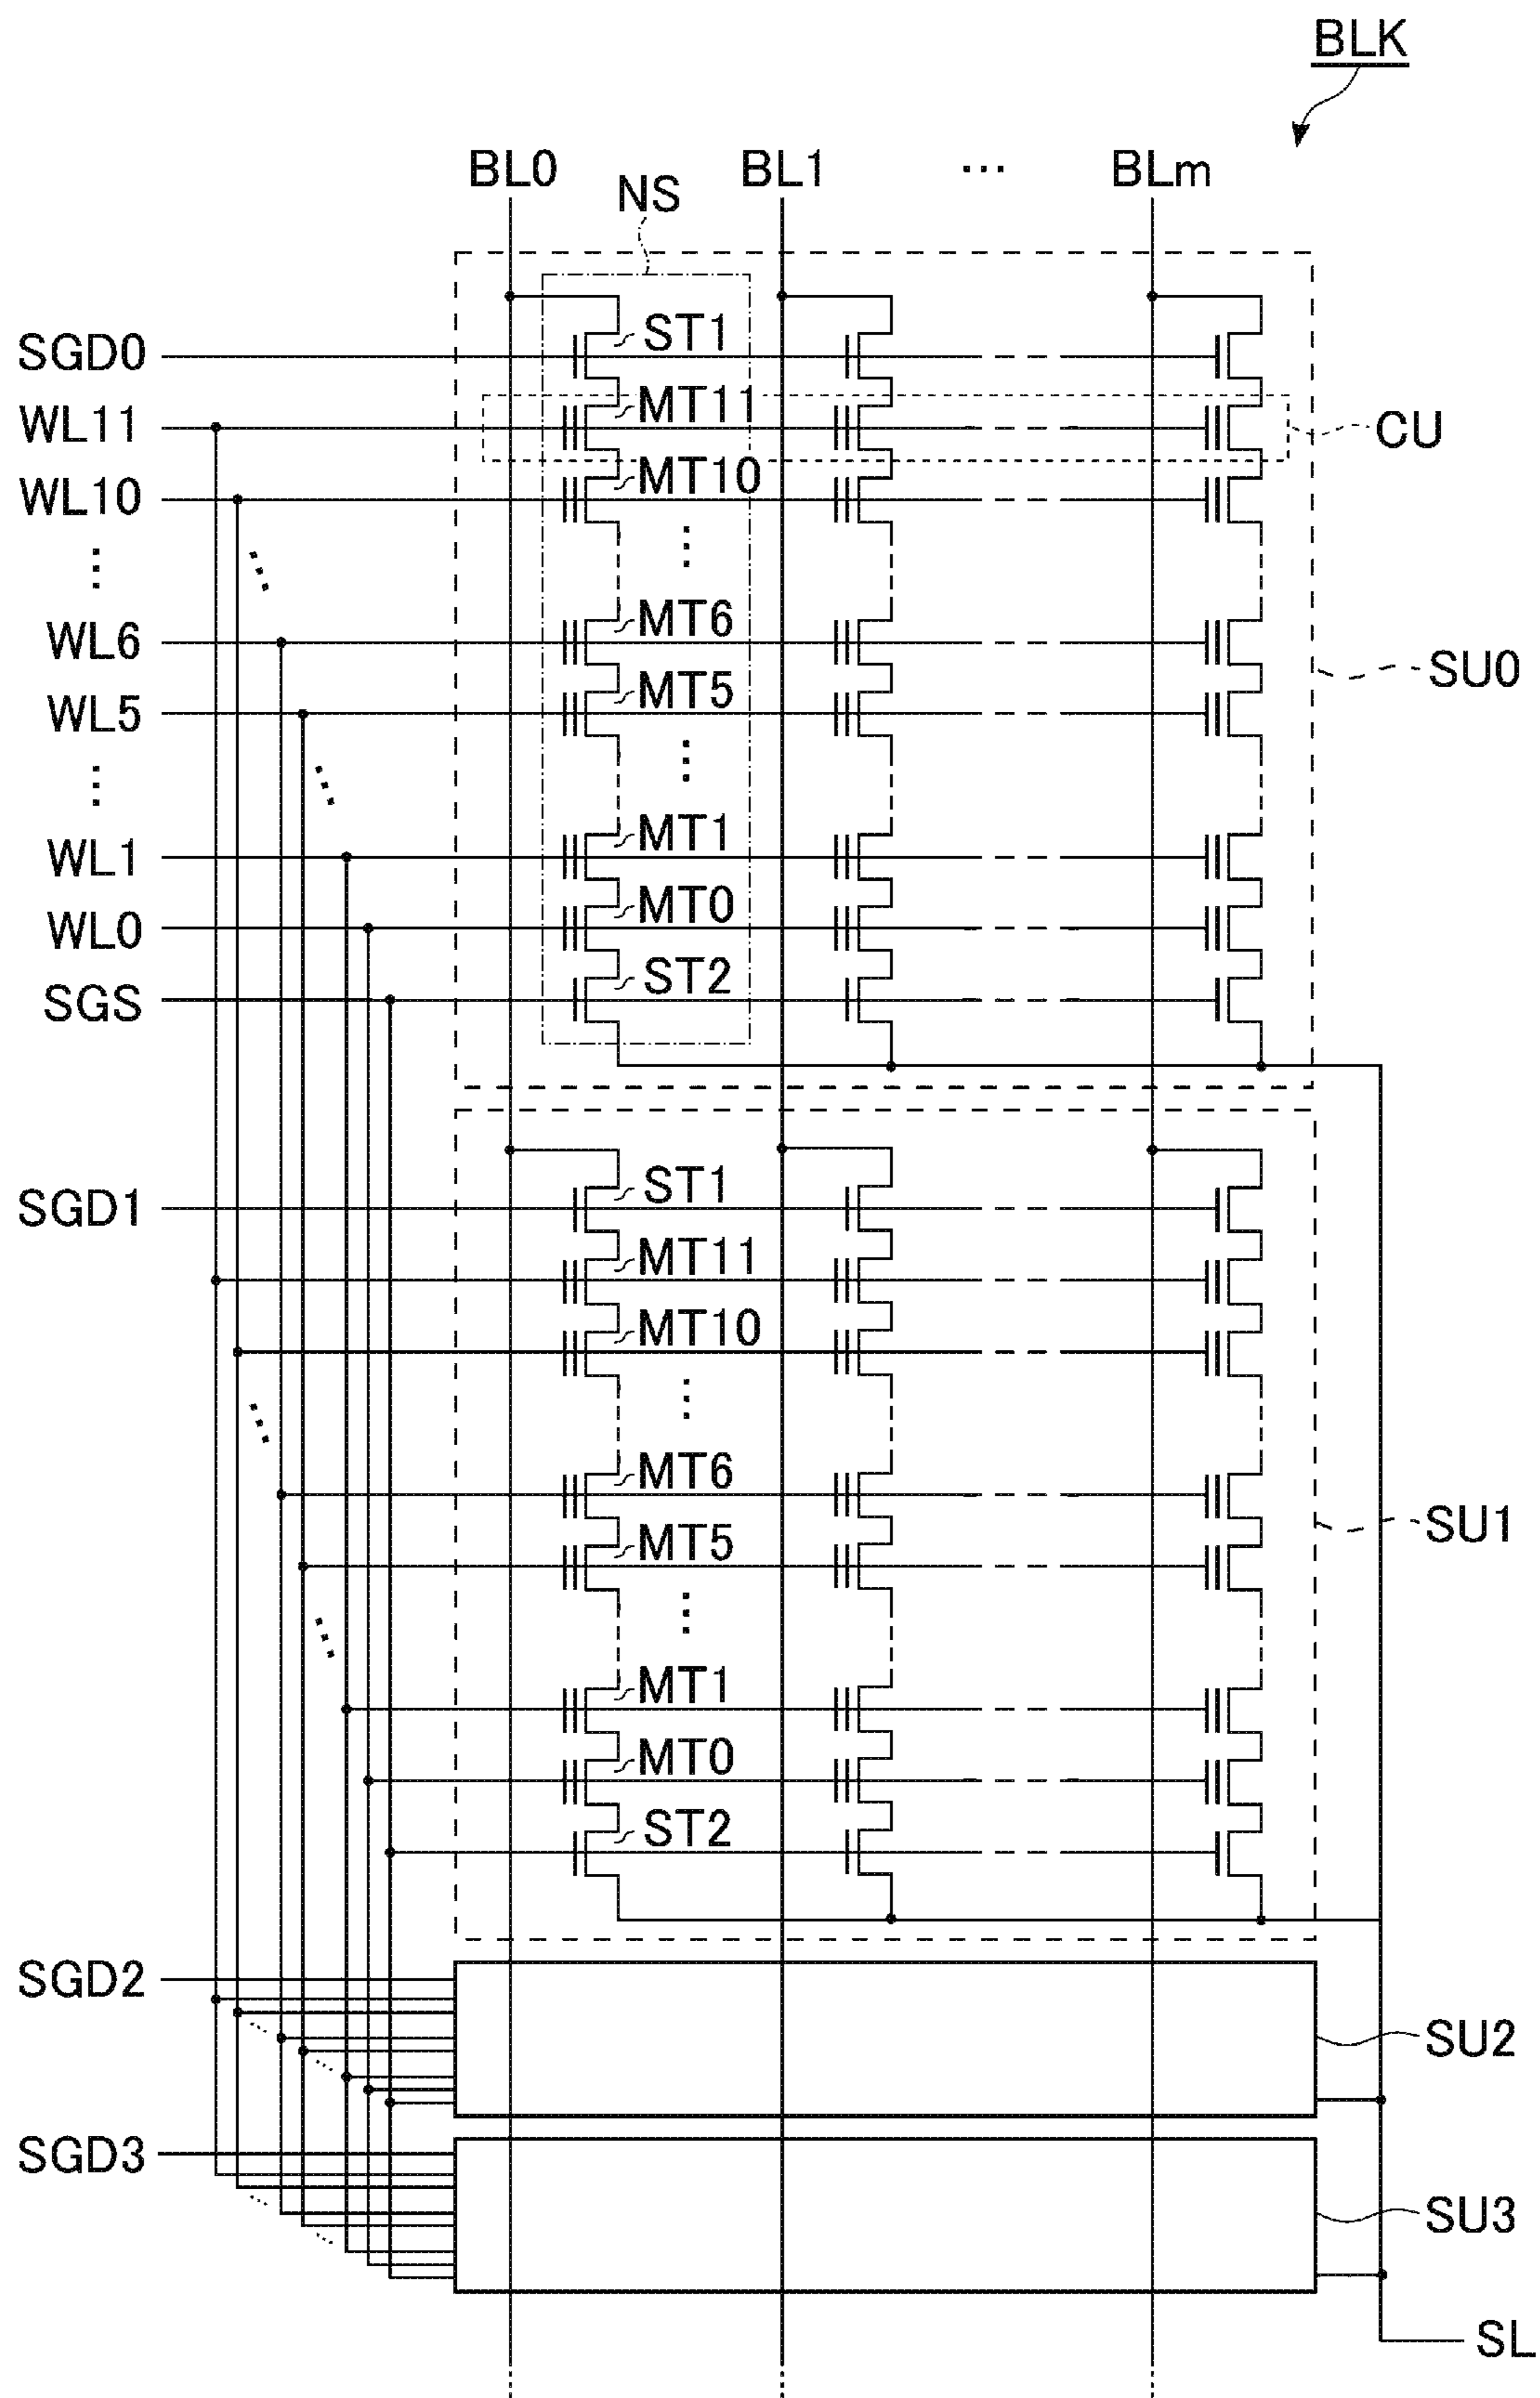 BLK
BL0 BL1 ... BLm
NS
SGD0 ST1
WL11 MT11 CU
WL10 MT10
⋮ ⋮
WL6 MT6 SU0
WL5 MT5
⋮ ⋮
WL1 MT1
WL0 MT0
SGS ST2
SGD1 ST1
MT11
MT10
⋮
MT6
MT5 SU1
⋮
MT1
MT0
ST2
SGD2
SU2
SGD3
SU3
SL